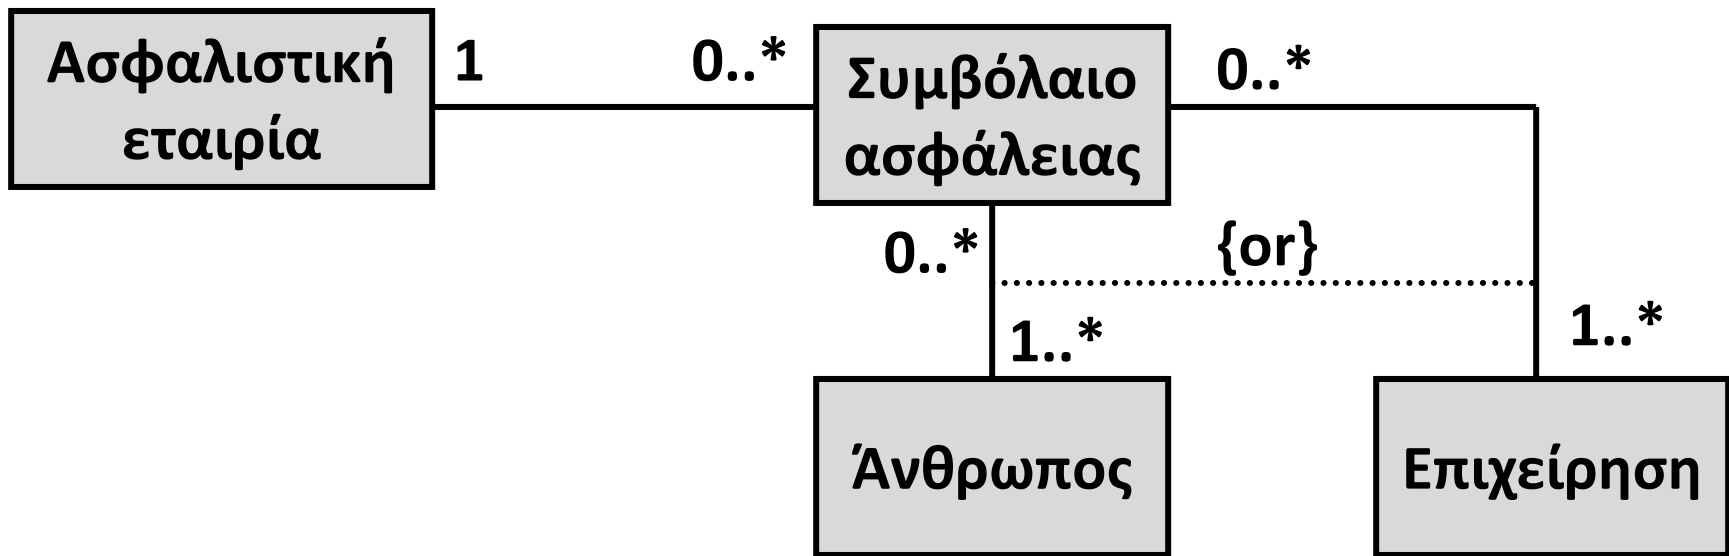 Ασφαλιστική
εταιρία
1
0..*
Συμβόλαιο
ασφάλειας
0..*
0..*
{or}
1..*
1..*
Άνθρωπος
Επιχείρηση